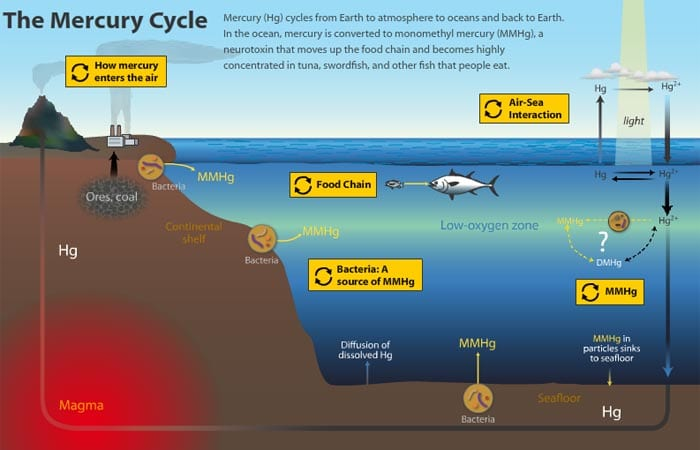 The Mercury Cycle
Mercury (Hg) cycles from Earth to atmosphere to oceans and back to Earth.
In the ocean, mercury is converted to monomethyl mercury (MMHg), a
neurotoxin that moves up the food chain and becomes highly
concentrated in tuna, swordfish, and other fish that people eat.
How mercury
enters the air
Air-Sea
Interaction
Hg
Hg²⁺
light
Hg
Hg²⁺
Bacteria
MMHg
Food Chain
Ores, coal
Continental
shelf
Bacteria
MMHg
Low-oxygen zone
MMHg
Hg²⁺
?
DMHg
Hg
Bacteria: A
source of MMHg
MMHg
Diffusion of
dissolved Hg
MMHg
MMHg in
particles sinks
to seafloor
Magma
Bacteria
Seafloor
Hg